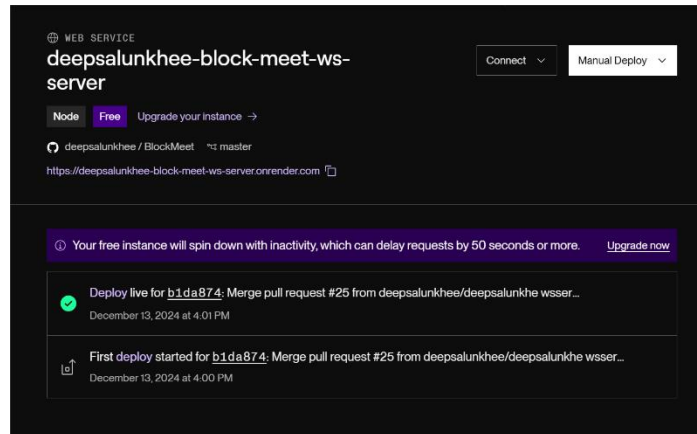 WEB SERVICE
deepsalunkhee-block-meet-ws-
server
Connect
Manual Deploy
Node
Free
Upgrade your instance →
deepsalunkhee / BlockMeet
master
https://deepsalunkhee-block-meet-ws-server.onrender.com
Your free instance will spin down with inactivity, which can delay requests by 50 seconds or more.
Upgrade now
Deploy live for b1da874: Merge pull request #25 from deepsalunkhee/deepsalunkhe wsser...
December 13, 2024 at 4:01 PM
First deploy started for b1da874: Merge pull request #25 from deepsalunkhee/deepsalunkhe wsser...
December 13, 2024 at 4:00 PM